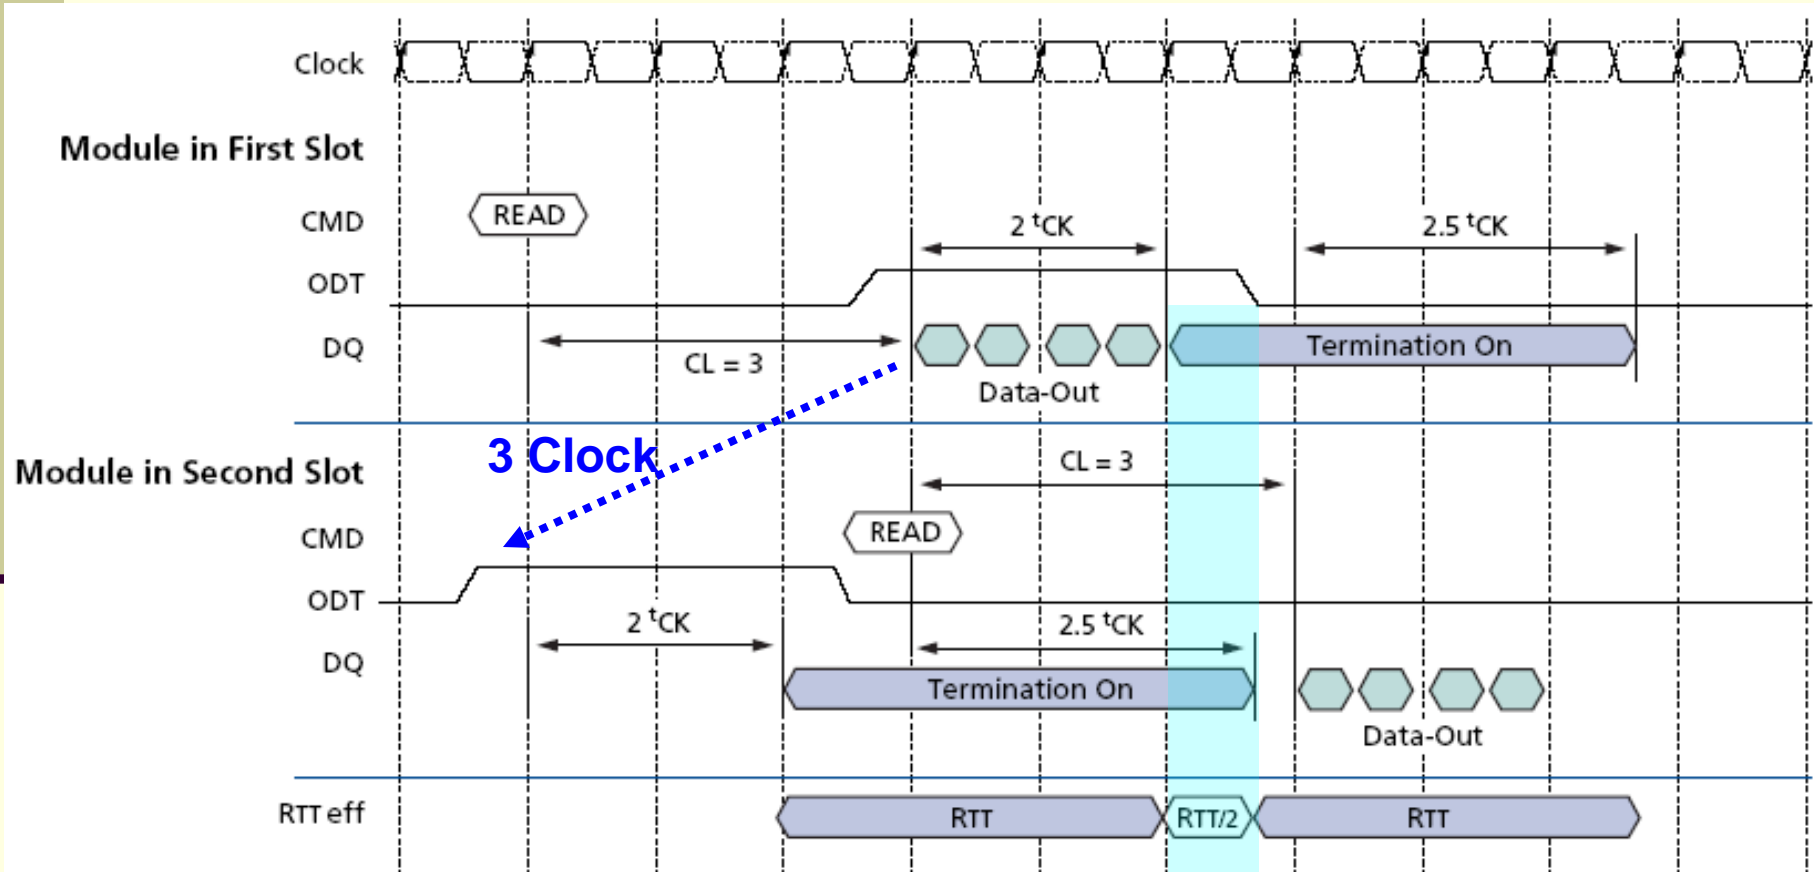 Clock
Module in First Slot
CMD
READ
2 tCK
2.5 tCK
ODT
DQ
CL = 3
Termination On
Data-Out
3 Clock
Module in Second Slot
CL = 3
CMD
READ
ODT
2 tCK
2.5 tCK
DQ
Termination On
Data-Out
RTT eff
RTT
RTT/2
RTT